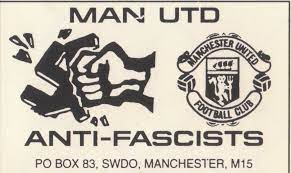 MAN UTD
MANCHESTER UNITED
FOOTBALL CLUB
ANTI-FASCISTS
PO BOX 83, SWDO, MANCHESTER, M15